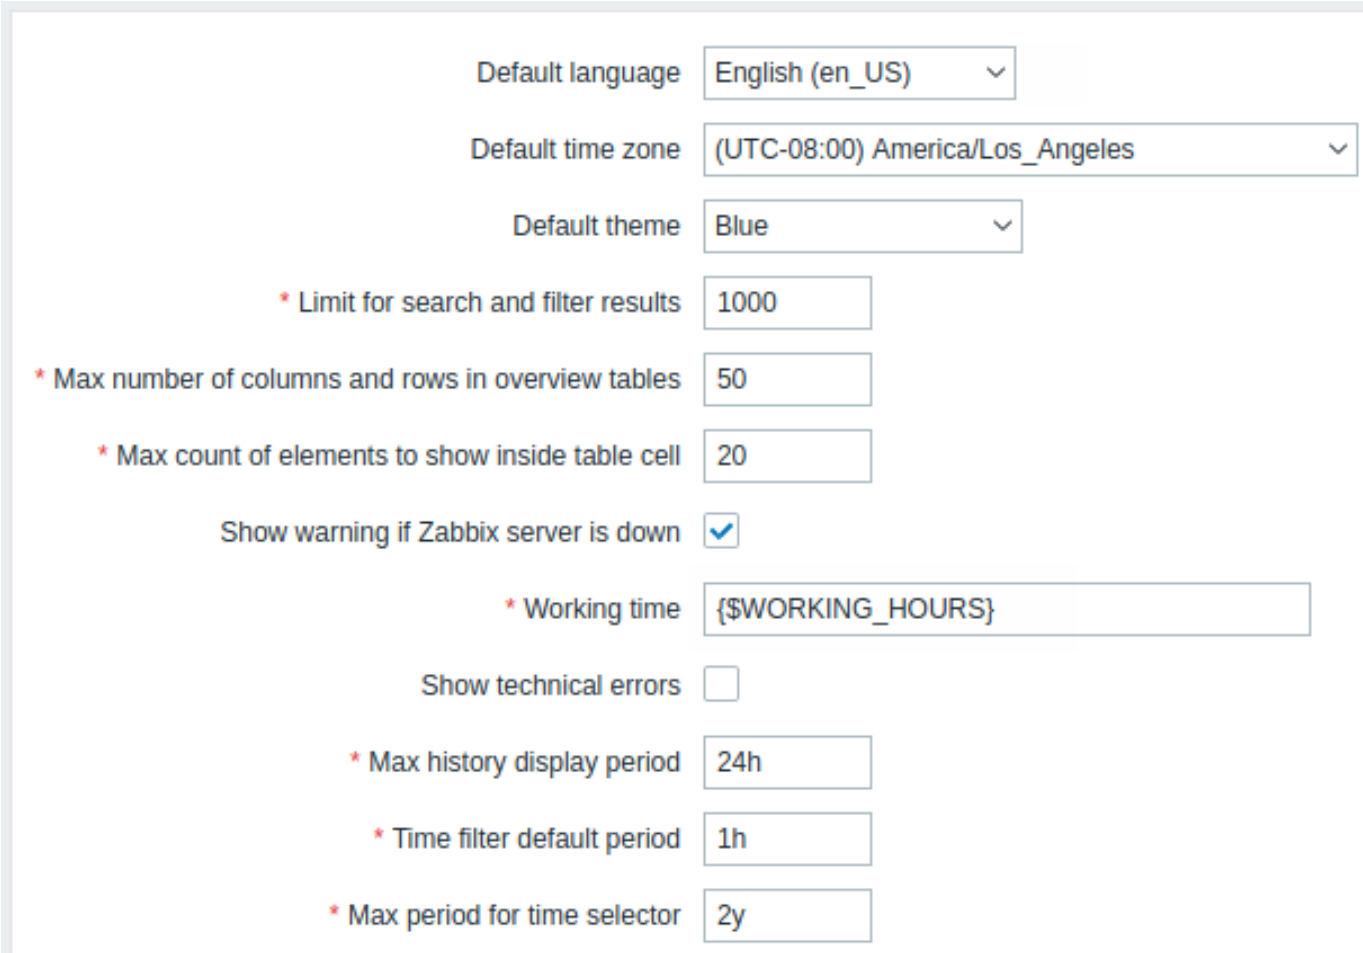 Default language English (en_US)
Default time zone (UTC-08:00) America/Los_Angeles
Default theme Blue
* Limit for search and filter results 1000
* Max number of columns and rows in overview tables 50
* Max count of elements to show inside table cell 20
Show warning if Zabbix server is down
* Working time {$WORKING_HOURS}
Show technical errors
* Max history display period 24h
* Time filter default period 1h
* Max period for time selector 2y